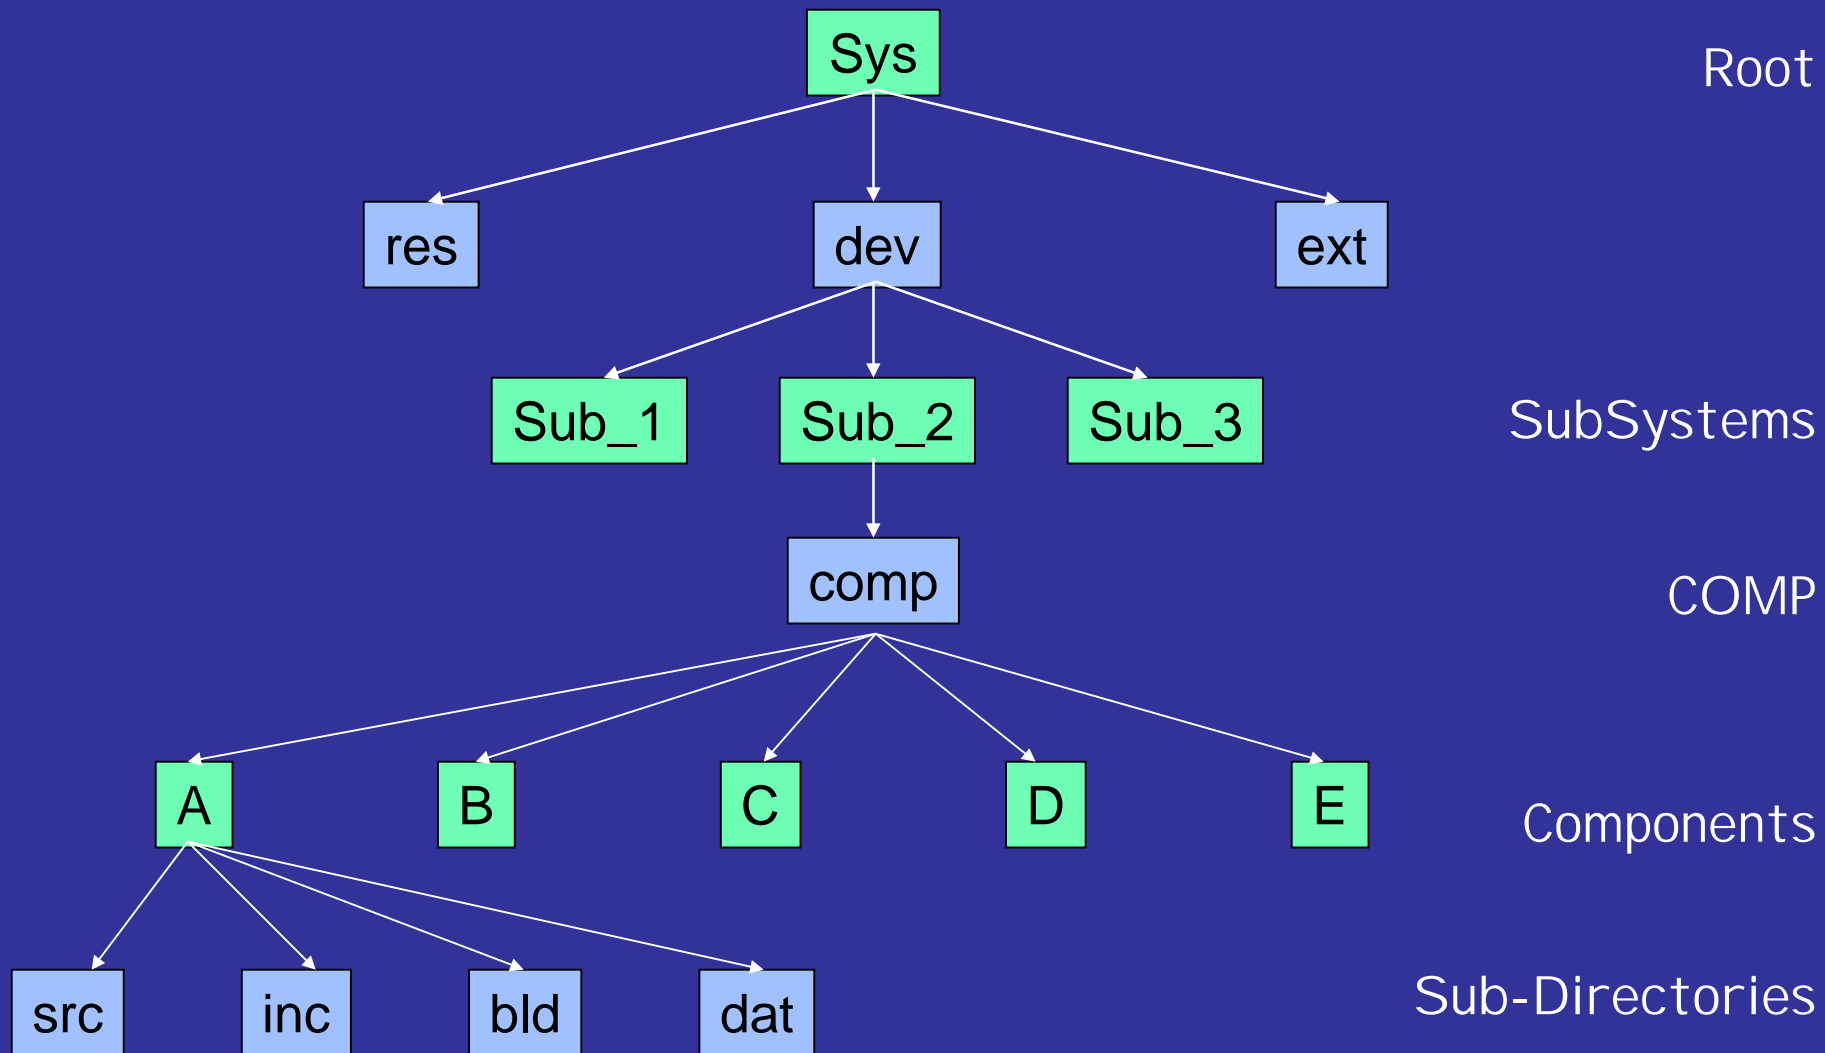 Sys
Root
res
dev
ext
Sub_1
Sub_2
Sub_3
SubSystems
comp
COMP
A
B
C
D
E
Components
src
inc
bld
dat
Sub-Directories